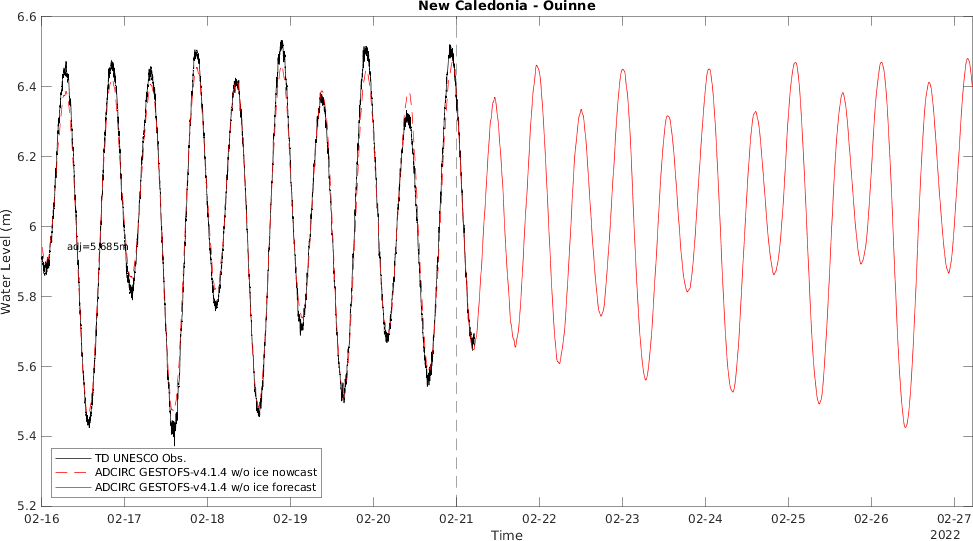 New Caledonia - Ouinne
6.6
6.4
6.2
6
5.8
5.6
5.4
5.2
Water Level (m)
adj=5.685m
TD UNESCO Obs.
ADCIRC GESTOFS-v4.1.4 w/o ice nowcast
ADCIRC GESTOFS-v4.1.4 w/o ice forecast
02-16 02-17 02-18 02-19 02-20 02-21 02-22 02-23 02-24 02-25 02-26 02-27
Time
2022